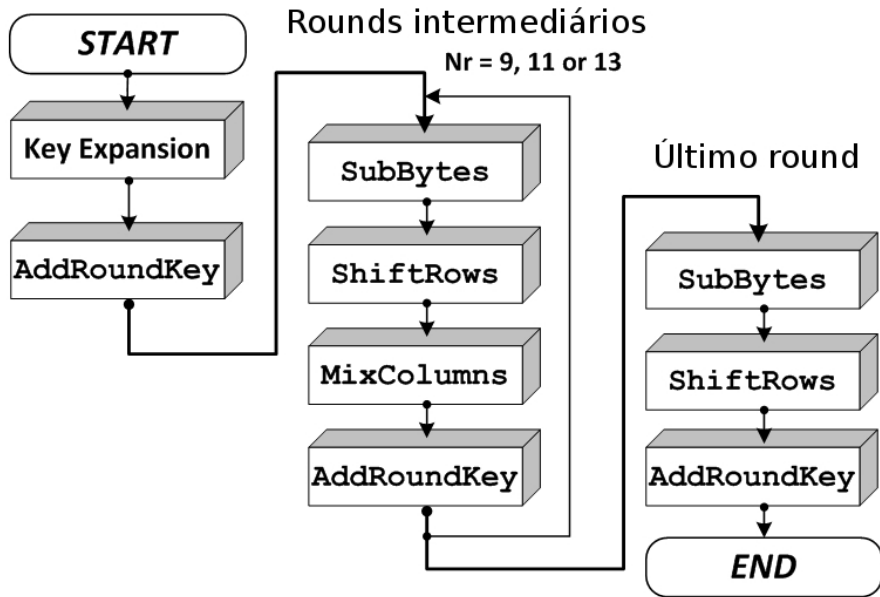 START
Key Expansion
AddRoundKey
Rounds intermediários
Nr = 9, 11 or 13
SubBytes
ShiftRows
MixColumns
AddRoundKey
Último round
SubBytes
ShiftRows
AddRoundKey
END